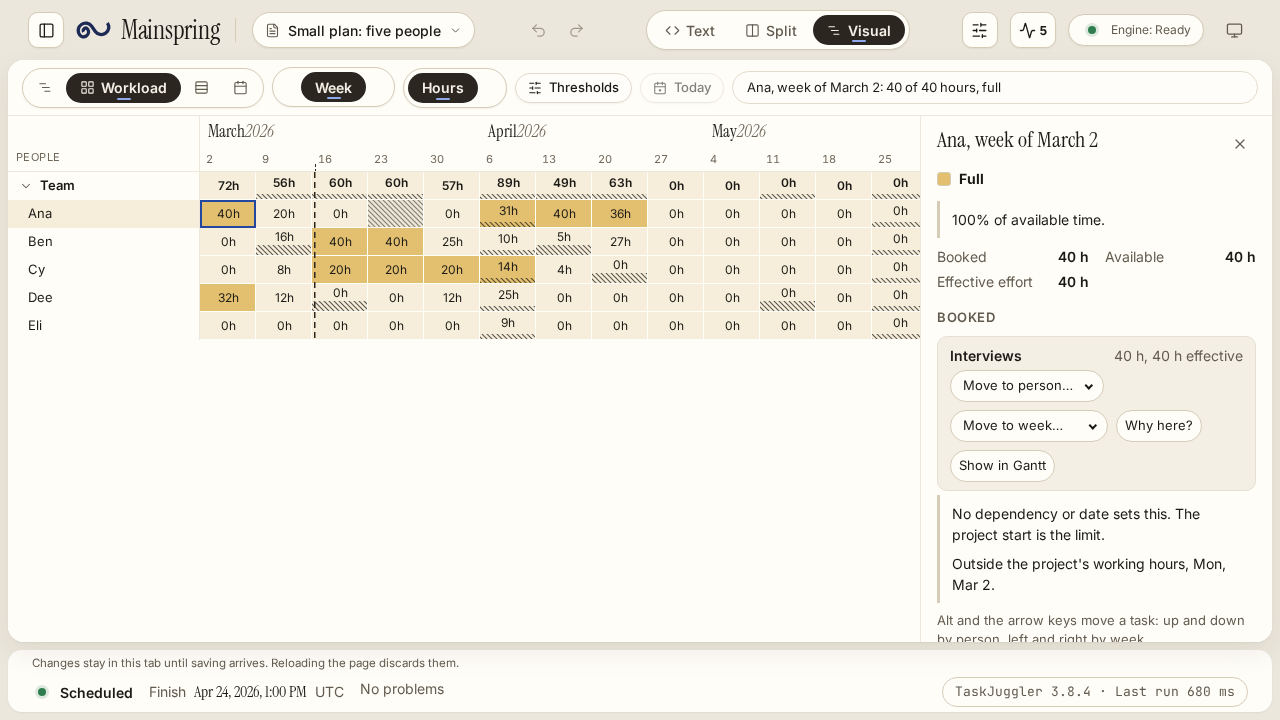 Mainspring
Small plan: five people
Text
Split
Visual
5
Engine: Ready
Workload
Week
Hours
Thresholds
Today
Ana, week of March 2: 40 of 40 hours, full
PEOPLE
March 2026
April 2026
May 2026
2 9 16 23 30 6 13 20 27 4 11 18 25
Team 72h 56h 60h 60h 57h 89h 49h 63h 0h 0h 0h 0h 0h
Ana 40h 20h 0h 0h 31h 40h 36h 0h 0h 0h 0h 0h
Ben 0h 16h 40h 40h 25h 10h 5h 27h 0h 0h 0h 0h 0h
Cy 0h 8h 20h 20h 20h 14h 4h 0h 0h 0h 0h 0h 0h
Dee 32h 12h 0h 0h 12h 25h 0h 0h 0h 0h 0h 0h 0h
Eli 0h 0h 0h 0h 0h 9h 0h 0h 0h 0h 0h 0h 0h
Ana, week of March 2
Full
100% of available time.
Booked 40 h Available 40 h
Effective effort 40 h
BOOKED
Interviews 40 h, 40 h effective
Move to person...
Move to week... Why here?
Show in Gantt
No dependency or date sets this. The
project start is the limit.
Outside the project's working hours, Mon,
Mar 2.
Alt and the arrow keys move a task: up and down
by person, left and right by week.
Changes stay in this tab until saving arrives. Reloading the page discards them.
Scheduled Finish Apr 24, 2026, 1:00 PM UTC No problems
TaskJuggler 3.8.4 · Last run 680 ms